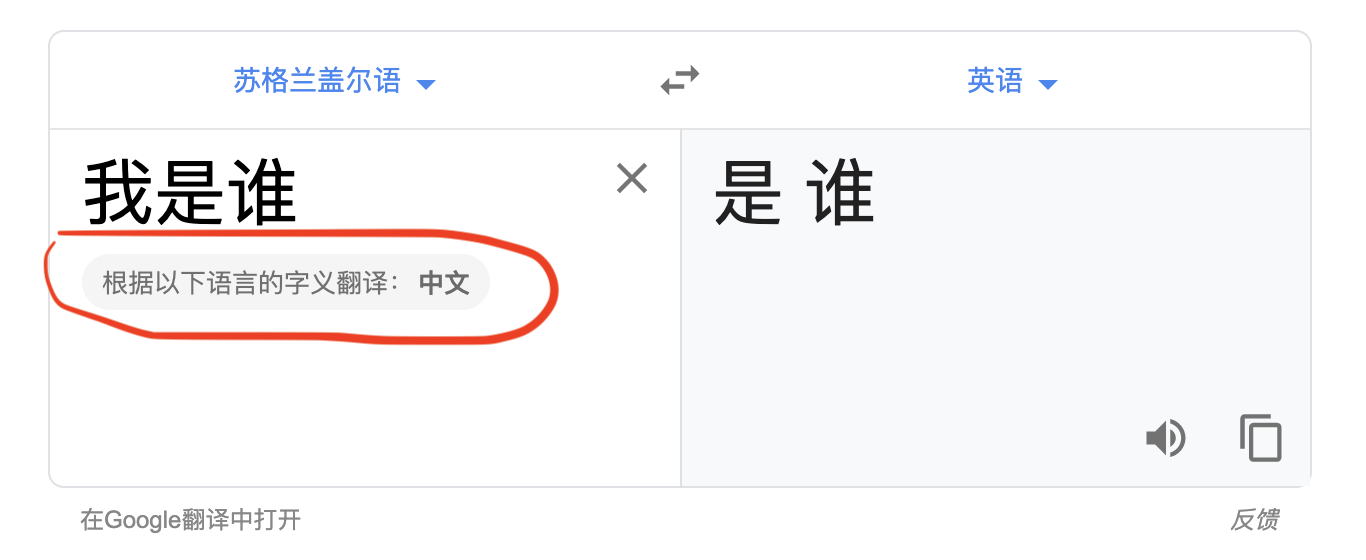 苏格兰盖尔语
英语
我是谁
是 谁
根据以下语言的字义翻译： 中文
在Google翻译中打开
反馈